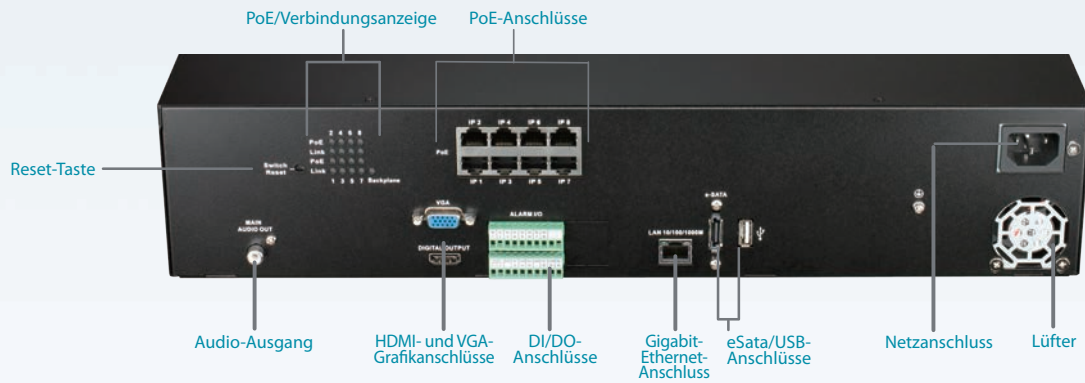 PoE/Verbindungsanzeige
PoE-Anschlüsse
2 4 6 8
PoE
Link
PoE
Link
1 3 5 7 Backplane
Switch
Reset
IP 2 IP 4 IP 6 IP 8
PoE
IP 1 IP 3 IP 5 IP 7
Reset-Taste
Netzanschluss
MAIN
AUDIO OUT
VGA
DIGITAL OUTPUT
ALARM I/O
LAN 10/100/1000M
e-SATA
Audio-Ausgang
HDMI- und VGA-
Grafikanschlüsse
DI/DO-
Anschlüsse
Gigabit-
Ethernet-
Anschluss
eSata/USB-
Anschlüsse
Lüfter